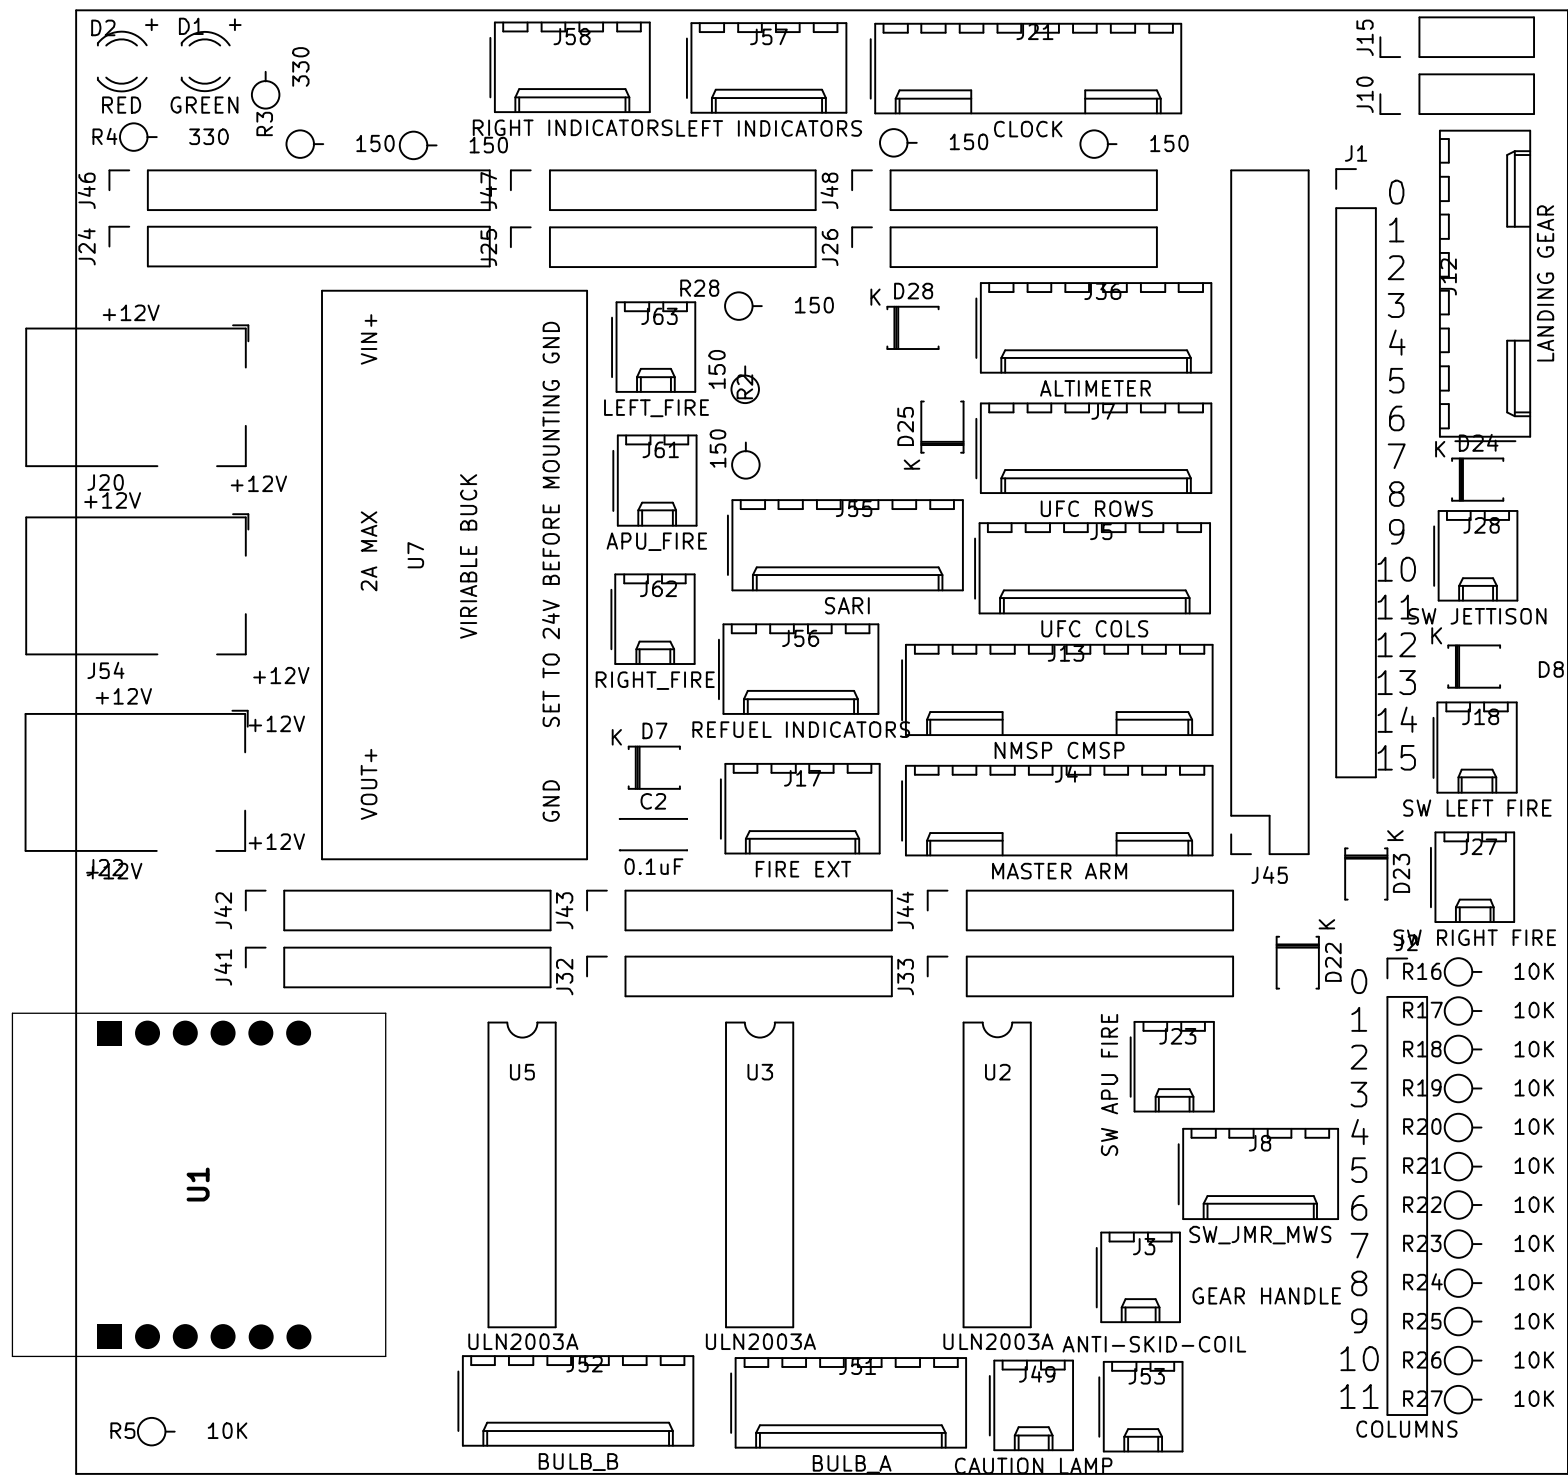 D2 + D1 +
RED GREEN
330
R3
R4 330
J58
RIGHT INDICATORS
J57
LEFT INDICATORS
J21
CLOCK
J15
J10
150 150 150 150
J46 J47 J48
J24 J25 J26
J1
0
1
2
3
4
5
6
7
8
9
10
11
12
13
14
15
J12
LANDING GEAR
+12V
J20
+12V +12V
J54
+12V
+12V
+12V
+12V
J22
+12V
VIN+
2A MAX
VOUT+
U7
VIRIABLE BUCK
SET TO 24V BEFORE MOUNTING GND
GND
J63
LEFT_FIRE
J61
APU_FIRE
J62
RIGHT_FIRE
R28 150
150
R2
150
K D28
K D25
J36
ALTIMETER
J7
UFC ROWS
J55
SARI
J5
UFC COLS
J56
REFUEL INDICATORS
J13
NMSP CMSP
K D7
C2
0.1uF
J17
FIRE EXT
J4
MASTER ARM
J45
K D24
J28
SW JETTISON
K D8
J18
SW LEFT FIRE
K D23
J27
SW RIGHT FIRE
K D22
J42 J43 J44
J41 J32 J33
J2
0
1
2
3
4
5
6
7
8
9
10
11
COLUMNS
R16 10K
R17 10K
R18 10K
R19 10K
R20 10K
R21 10K
R22 10K
R23 10K
R24 10K
R25 10K
R26 10K
R27 10K
U1
U5
ULN2003A
U3
ULN2003A
U2
ULN2003A
SW APU FIRE
J23
J8
SW_JMR_MWS
J3
GEAR HANDLE
ANTI-SKID-COIL
J52
BULB_B
J51
BULB_A
J49
CAUTION LAMP
J53
R5 10K